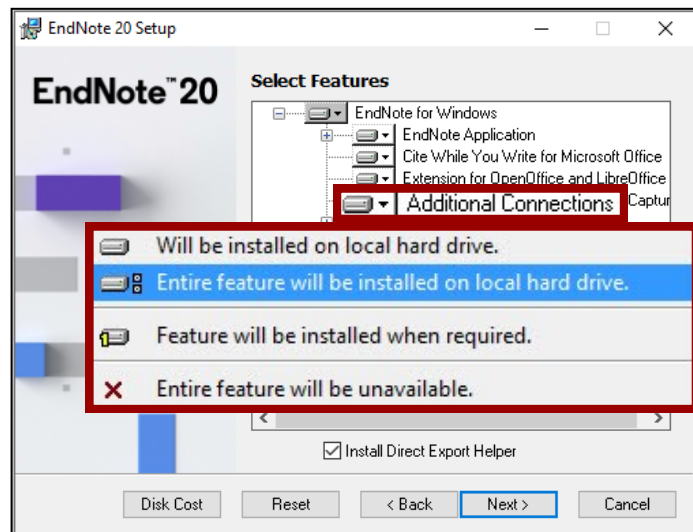 EndNote 20 Setup
EndNote™20
Select Features
EndNote for Windows
EndNote Application
Cite While You Write for Microsoft Office
Extension for OpenOffice and LibreOffice
Additional Connections
Will be installed on local hard drive.
Entire feature will be installed on local hard drive.
Feature will be installed when required.
Entire feature will be unavailable.
Install Direct Export Helper
Disk Cost Reset < Back Next > Cancel